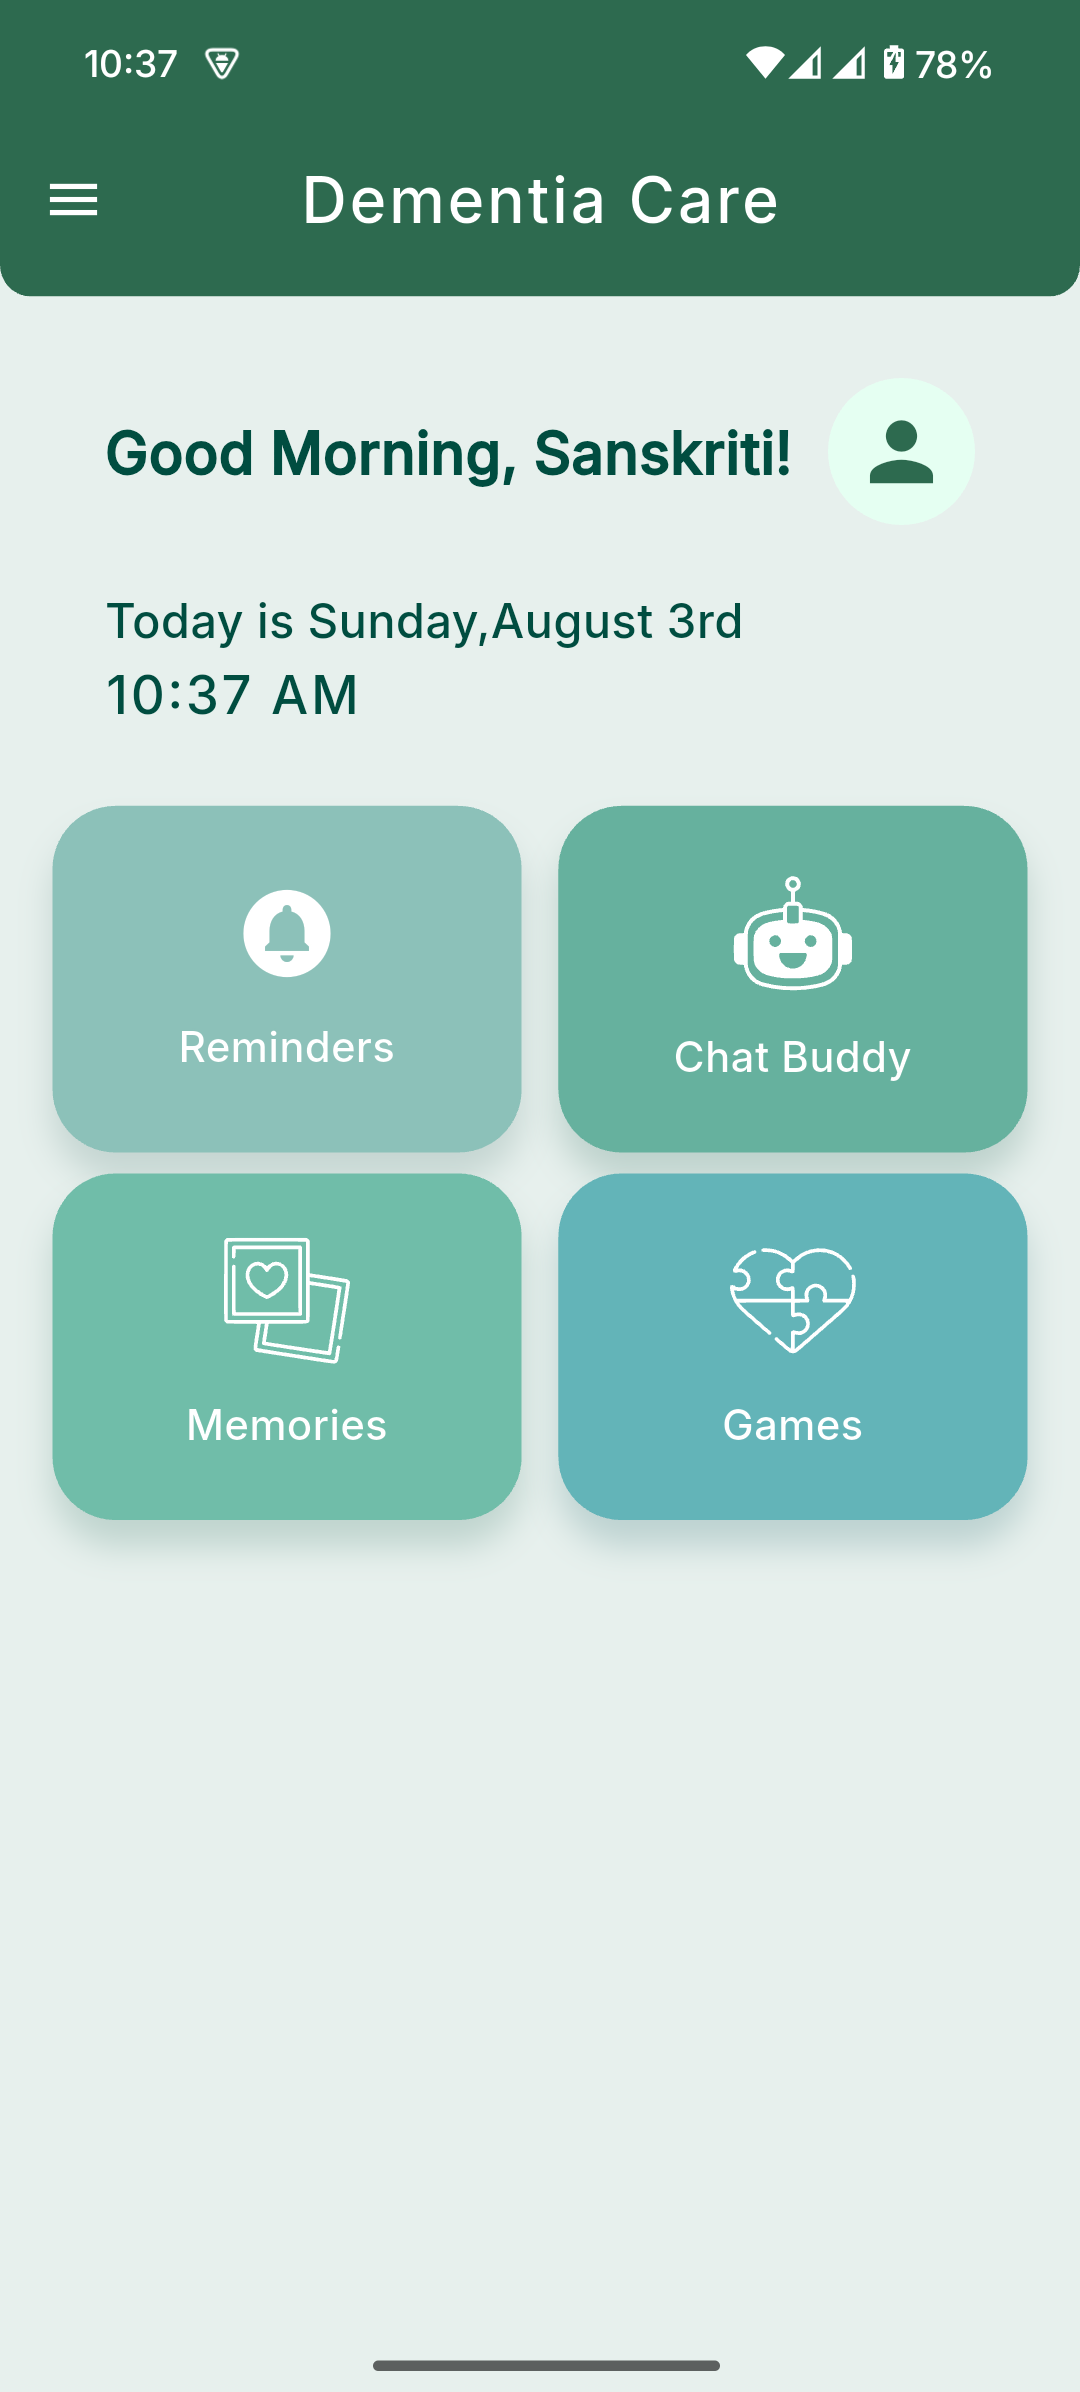 10:37 78%
Dementia Care
Good Morning, Sanskriti!
Today is Sunday,August 3rd
10:37 AM
Reminders
Chat Buddy
Memories
Games